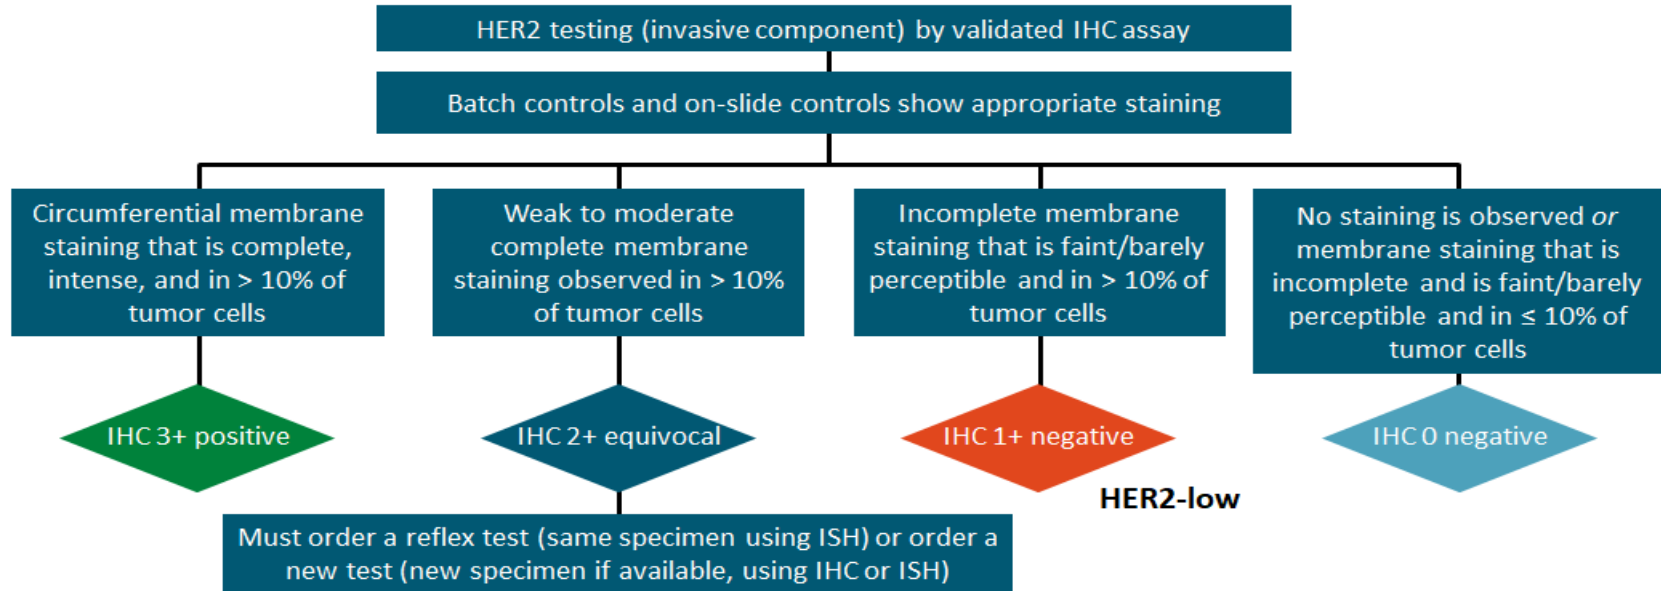 HER2 testing (invasive component) by validated IHC assay
Batch controls and on-slide controls show appropriate staining
Circumferential membrane
staining that is complete,
intense, and in > 10% of
tumor cells
Weak to moderate
complete membrane
staining observed in > 10%
of tumor cells
Incomplete membrane
staining that is faint/barely
perceptible and in > 10% of
tumor cells
No staining is observed or
membrane staining that is
incomplete and is faint/barely
perceptible and in ≤ 10% of
tumor cells
IHC 3+ positive
IHC 2+ equivocal
IHC 1+ negative
IHC 0 negative
HER2-low
Must order a reflex test (same specimen using ISH) or order a
new test (new specimen if available, using IHC or ISH)